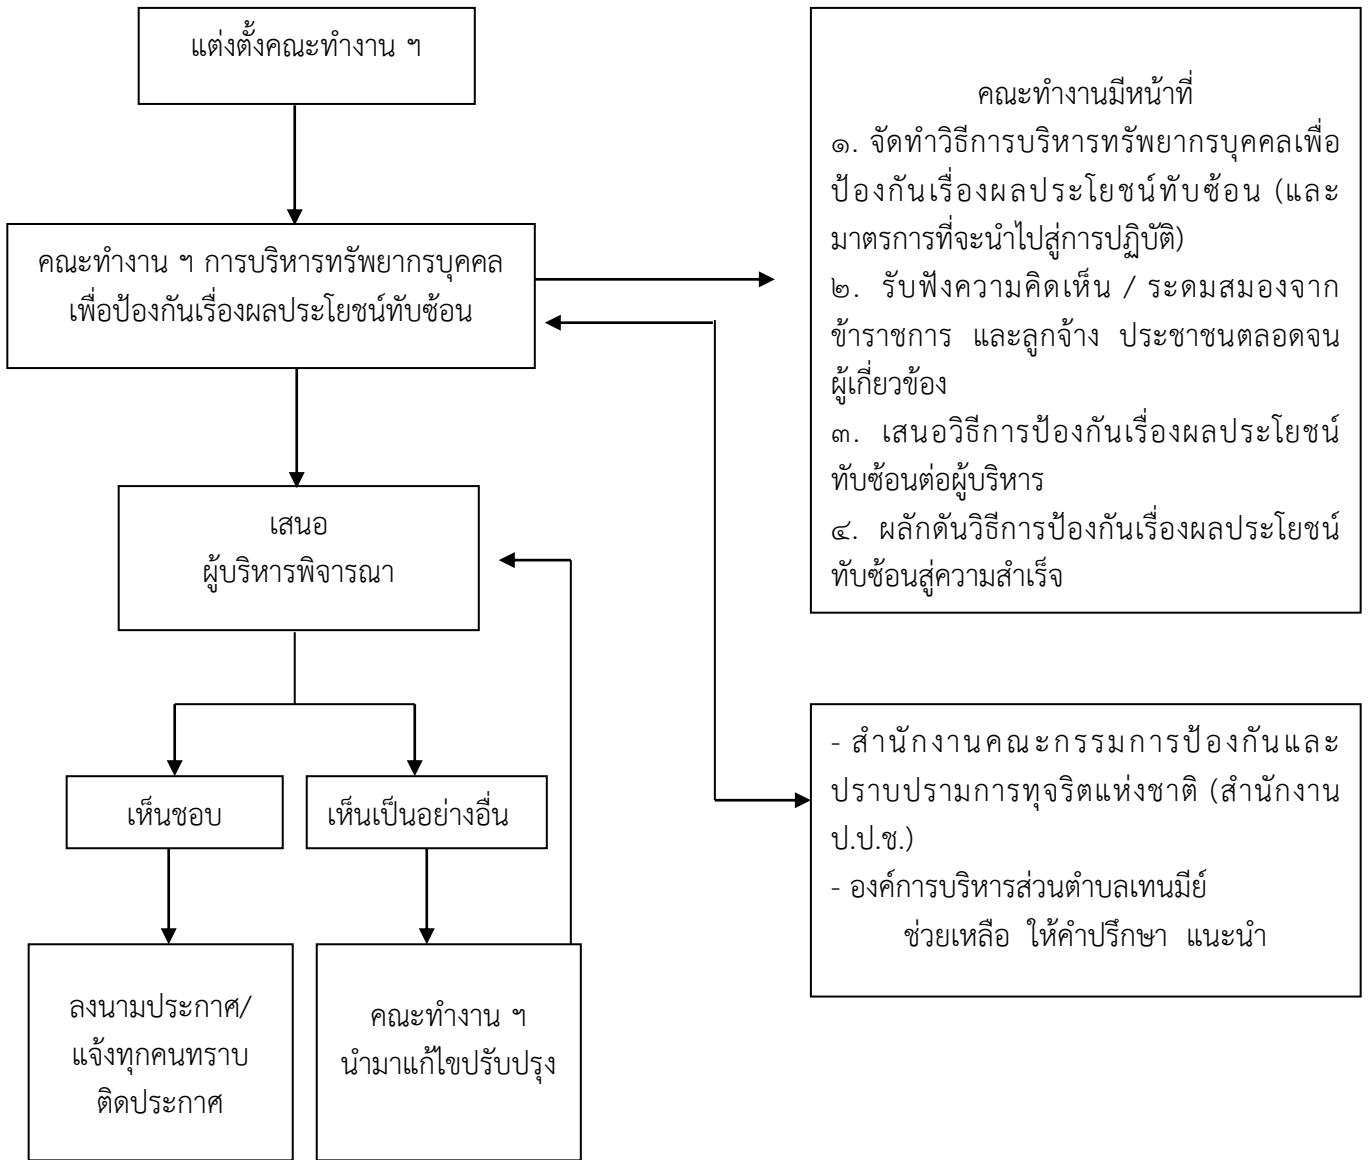 แต่งตั้งคณะทำงาน ฯ
คณะทำงาน ฯ การบริหารทรัพยากรบุคคล
เพื่อป้องกันเรื่องผลประโยชน์ทับซ้อน
เสนอ
ผู้บริหารพิจารณา
เห็นชอบ
เห็นเป็นอย่างอื่น
ลงนามประกาศ/
แจ้งทุกคนทราบ
ติดประกาศ
คณะทำงาน ฯ
นำมาแก้ไขปรับปรุง
คณะทำงานมีหน้าที่
๑. จัดทำวิธีการบริหารทรัพยากรบุคคลเพื่อ
ป้องกันเรื่องผลประโยชน์ทับซ้อน (และ
มาตรการที่จะนำไปสู่การปฏิบัติ)
๒. รับฟังความคิดเห็น / ระดมสมองจาก
ข้าราชการ และลูกจ้าง ประชาชนตลอดจน
ผู้เกี่ยวข้อง
๓. เสนอวิธีการป้องกันเรื่องผลประโยชน์
ทับซ้อนต่อผู้บริหาร
๔. ผลักดันวิธีการป้องกันเรื่องผลประโยชน์
ทับซ้อนสู่ความสำเร็จ
- สำนักงานคณะกรรมการป้องกันและ
ปราบปรามการทุจริตแห่งชาติ (สำนักงาน
ป.ป.ช.)
- องค์การบริหารส่วนตำบลเทนมีย์
ช่วยเหลือ ให้คำปรึกษา แนะนำ